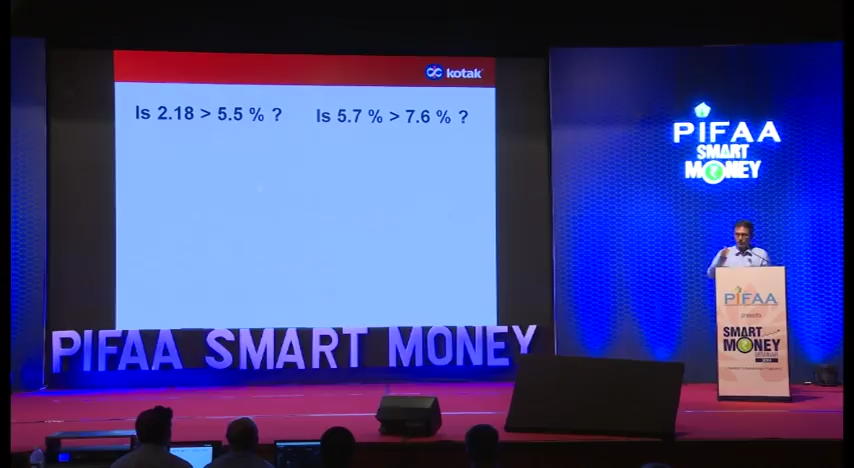 kotak
Is 2.18 > 5.5 % ? Is 5.7 % > 7.6 % ?
PIFAA
SMART
MONEY
PIFAA
presents
SMART
MONEY
PIFAA SMART MONEY